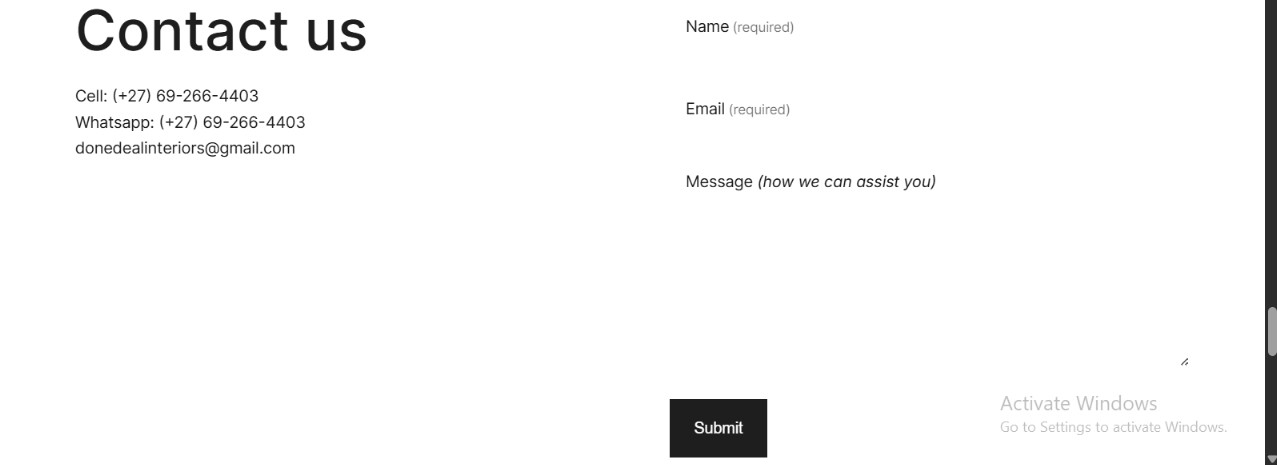 Contact us
Cell: (+27) 69-266-4403
Whatsapp: (+27) 69-266-4403
donedealinteriors@gmail.com
Name (required)
Email (required)
Message (how we can assist you)
Submit
Activate Windows
Go to Settings to activate Windows.